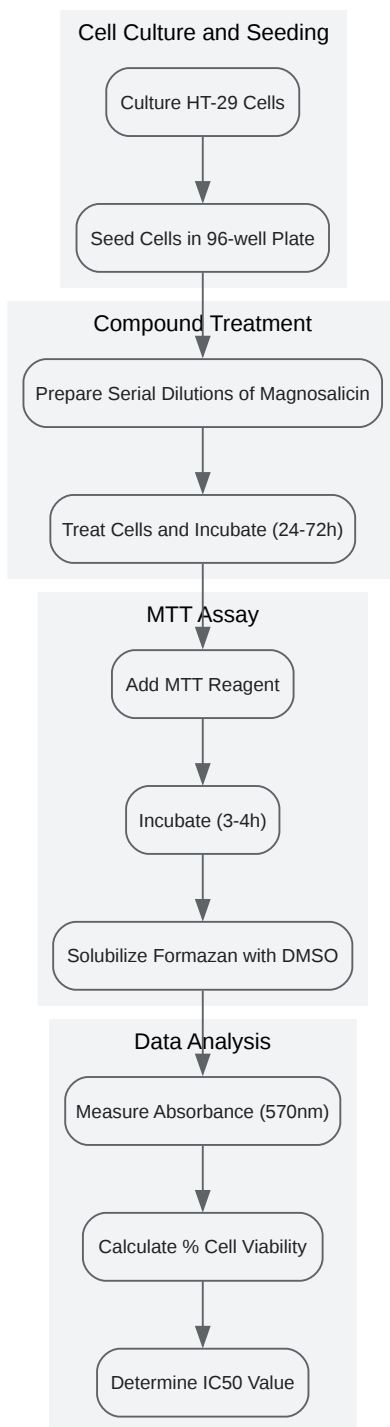 Cell Culture and Seeding
Culture HT-29 Cells
Seed Cells in 96-well Plate
Compound Treatment
Prepare Serial Dilutions of Magnosalicin
Treat Cells and Incubate (24-72h)
MTT Assay
Add MTT Reagent
Incubate (3-4h)
Solubilize Formazan with DMSO
Data Analysis
Measure Absorbance (570nm)
Calculate % Cell Viability
Determine IC50 Value